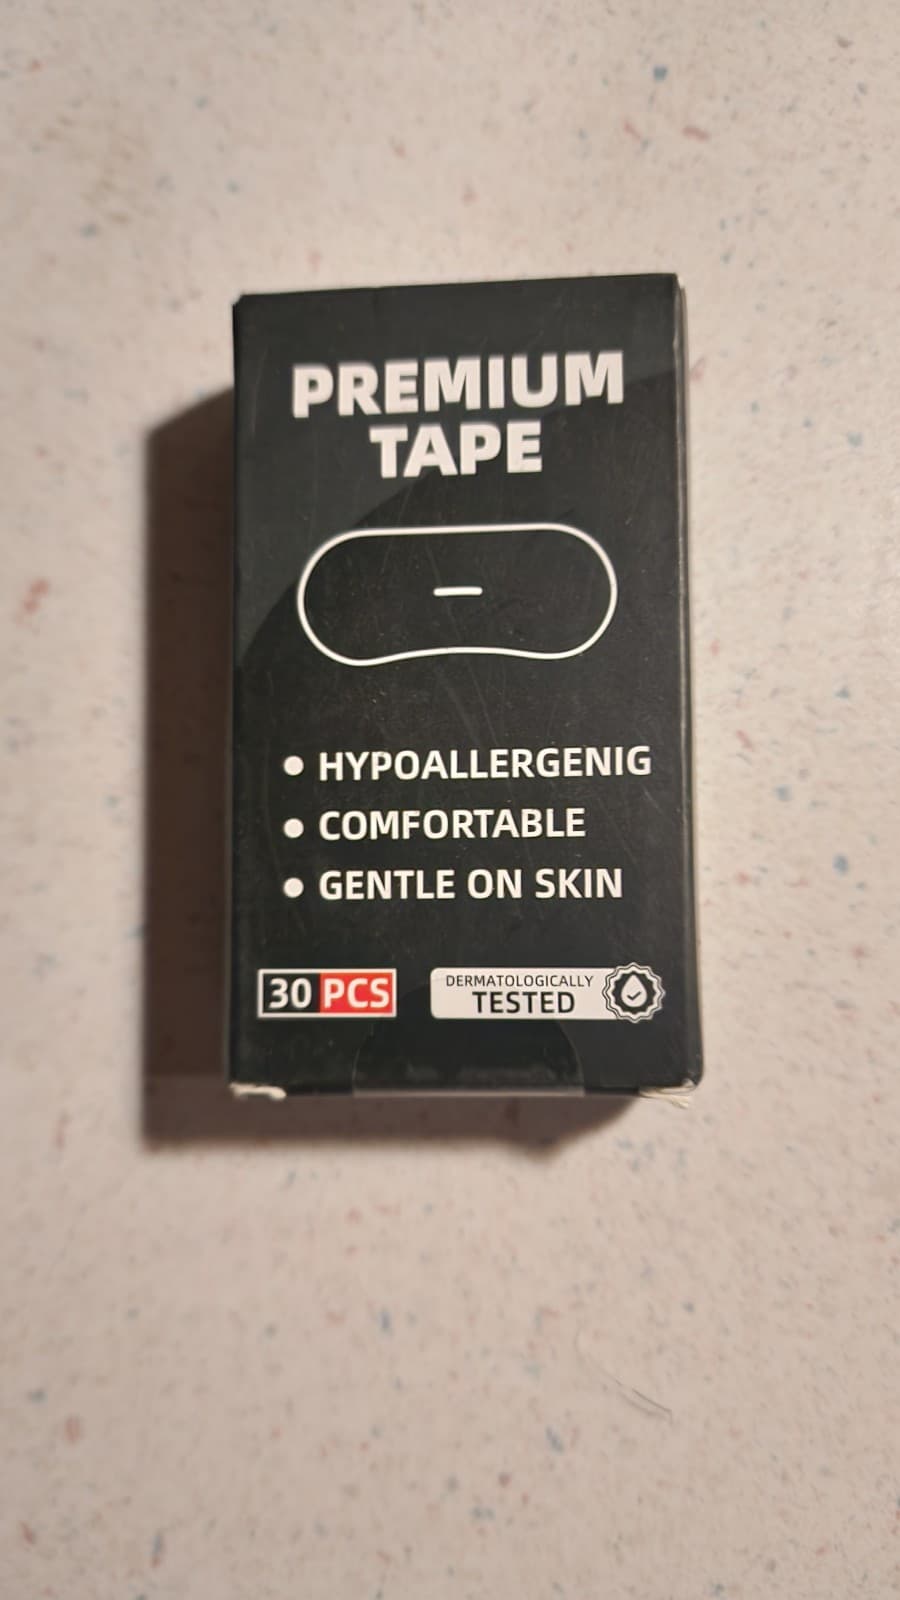 PREMIUM
TAPE
HYPOALLERGENIG
COMFORTABLE
GENTLE ON SKIN
30 PCS
DERMATOLOGICALLY
TESTED